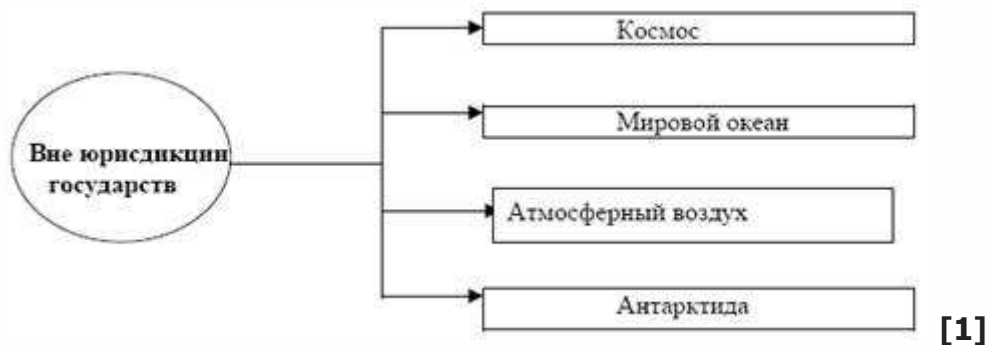 Космос
Мировой океан
Вне юрисдикции
государств
Атмосферный воздух
Антарктида
[1]